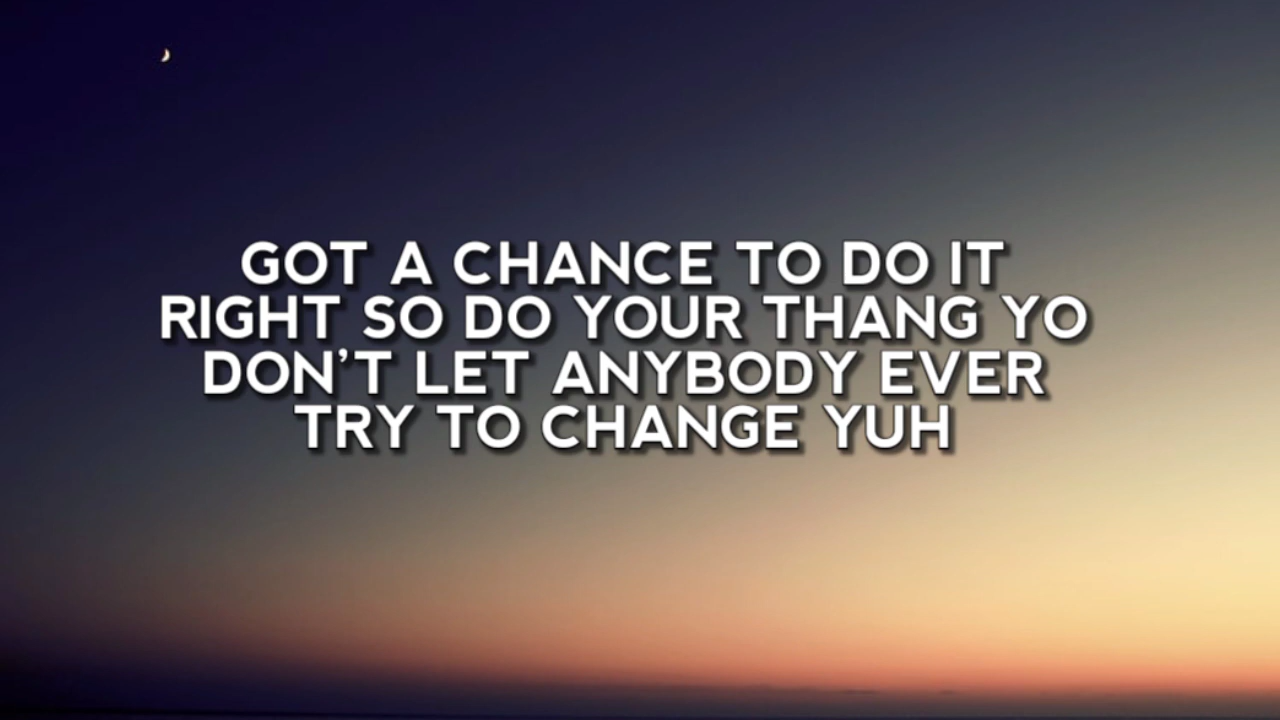 GOT A CHANCE TO DO IT
RIGHT SO DO YOUR THANG YO
DON'T LET ANYBODY EVER
TRY TO CHANGE YUH